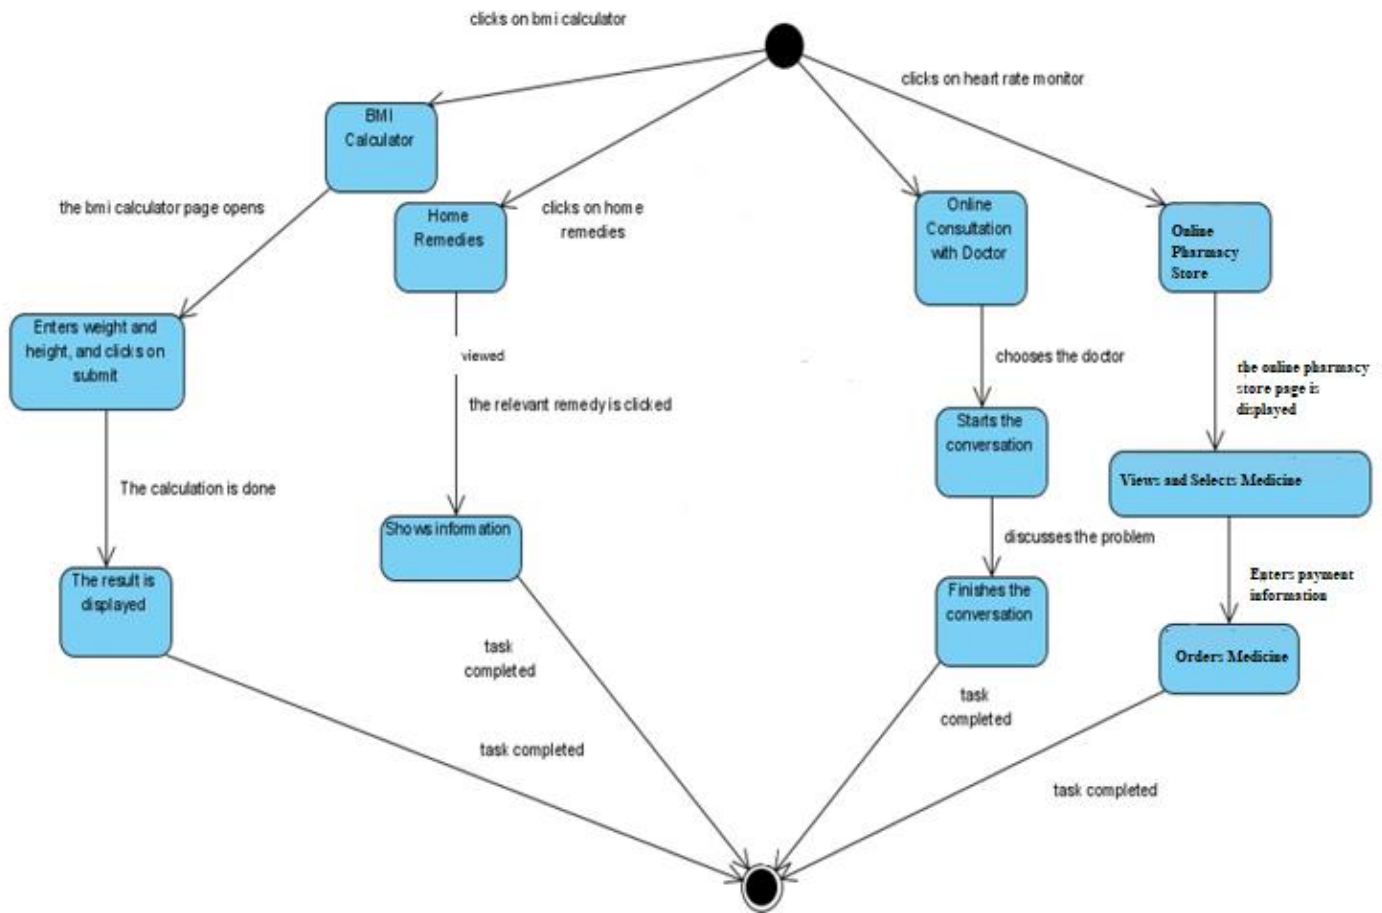 clicks on bmi calculator
clicks on heart rate monitor
BMI
Calculator
the bmi calculator page opens
Home
Remedies
clicks on home
remedies
Online
Consultation
with Doctor
Online
Pharmacy
Store
Enters weight and
height, and clicks on
submit
viewed
the relevant remedy is clicked
chooses the doctor
the online pharmacy
store page is
displayed
Starts the
conversation
Views and Selects Medicine
The calculation is done
Shows information
discusses the problem
Enters payment
information
The result is
displayed
Finishes the
conversation
Orders Medicine
task
completed
task
completed
task completed
task completed